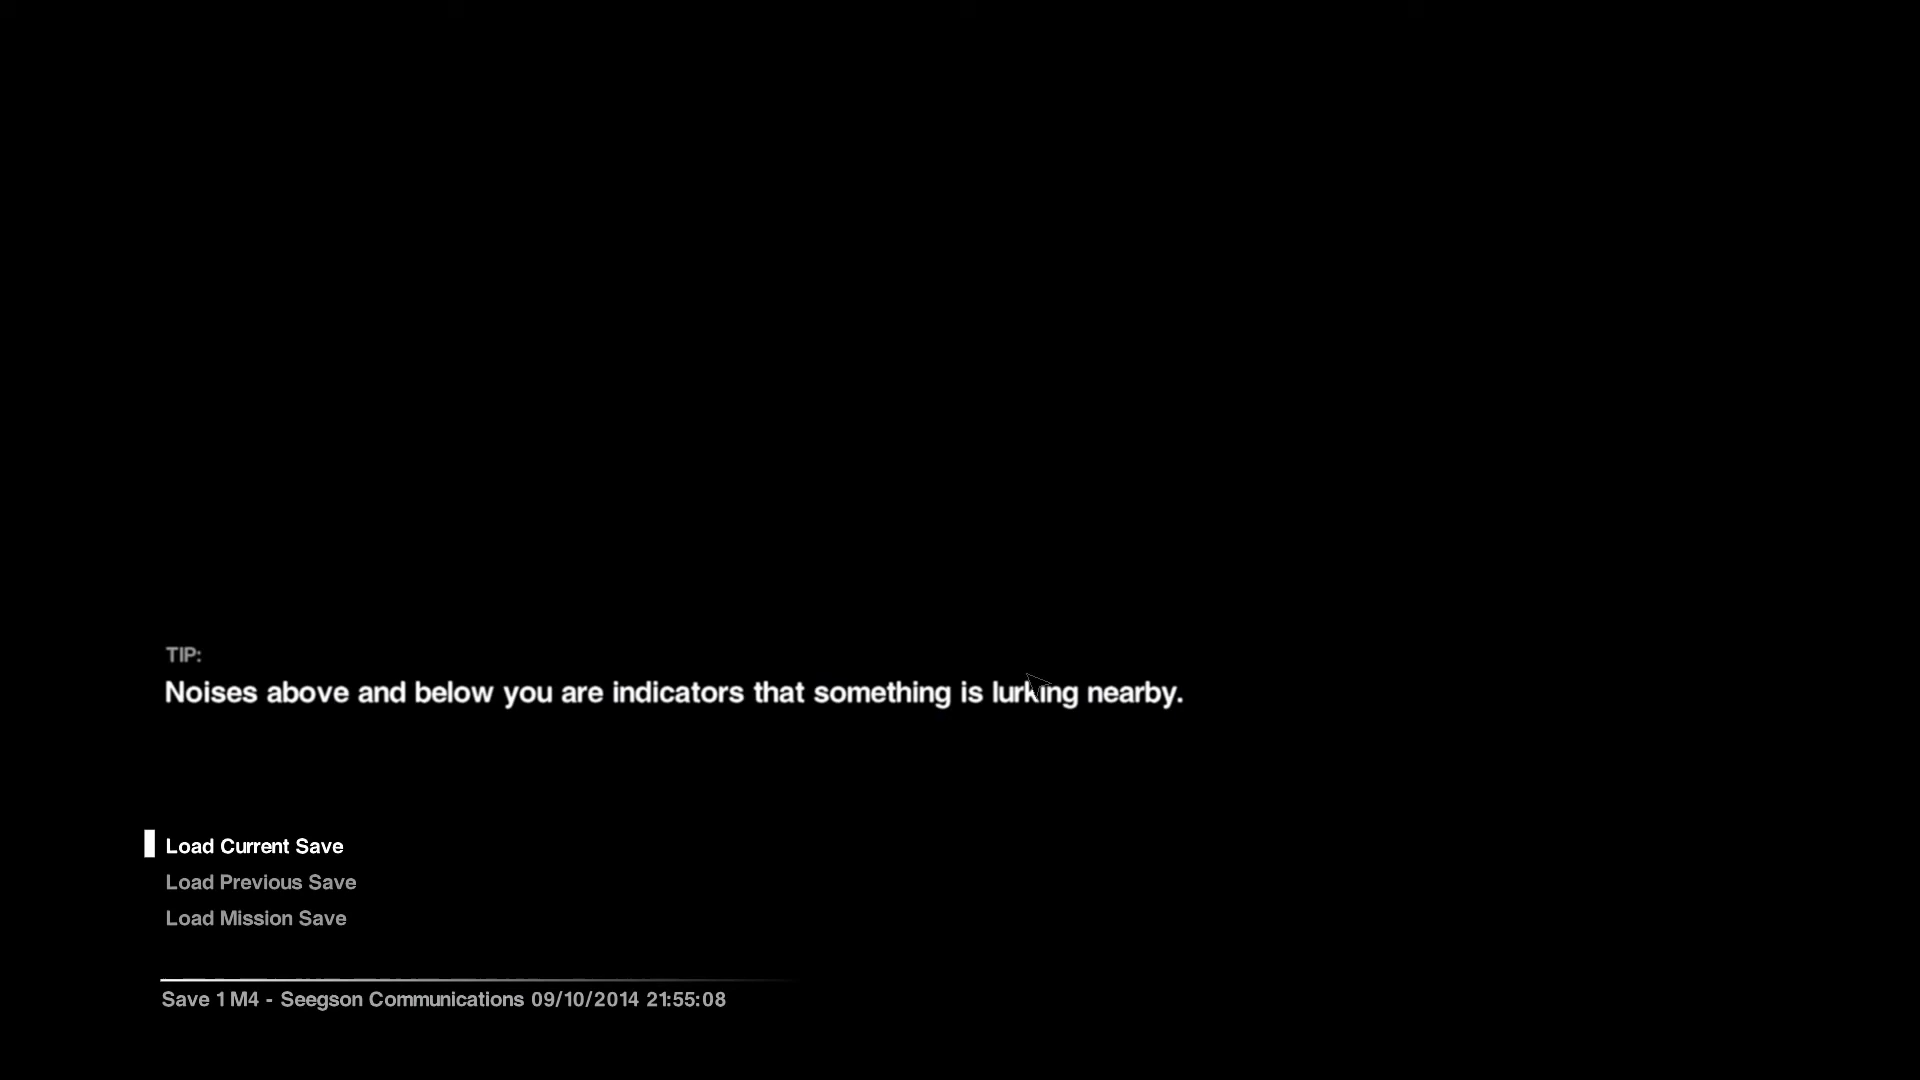 TIP:
Noises above and below you are indicators that something is lurking nearby.
Load Current Save
Load Previous Save
Load Mission Save
Save 1 M4 - Seegson Communications 09/10/2014 21:55:08